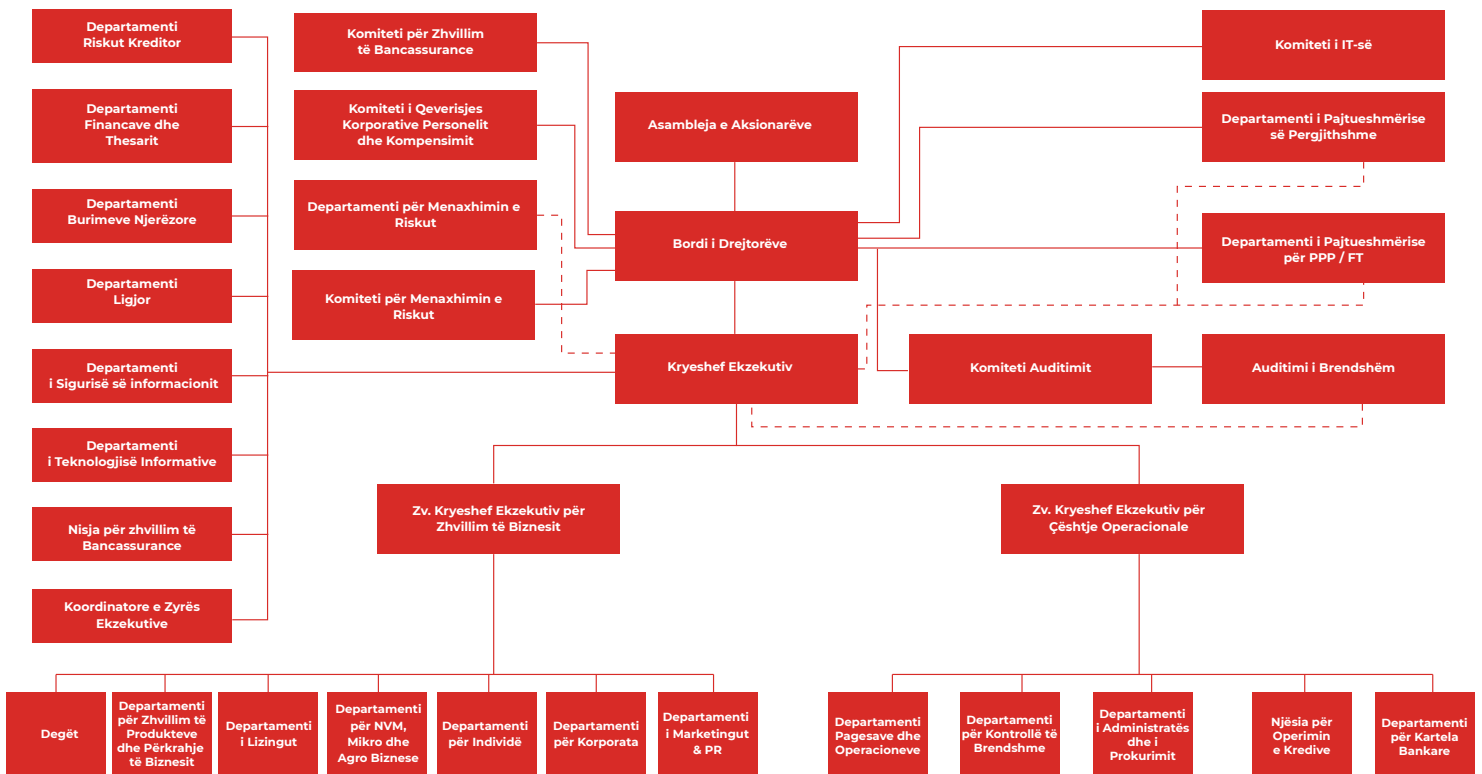 Departamenti
Riskut Kreditor
Departamenti
Financave dhe
Thesarit
Departamenti
Burimeve Njerëzore
Departamenti
Ligjor
Departamenti
i Sigurisë së informacionit
Departamenti
i Teknologjisë Informative
Nisja për zhvillim të
Bancassurance
Koordinatore e Zyrës
Ekzekutive
Komiteti për Zhvillim
të Bancassurance
Komiteti i Qeverisjes
Korporative Personelit
dhe Kompensimit
Departamenti për Menaxhimin e
Riskut
Komiteti për Menaxhimin e
Riskut
Asambleja e Aksionarëve
Bordi i Drejtorëve
Kryeshef Ekzekutiv
Komiteti i IT-së
Departamenti i Pajtueshmërise
së Pergjithshme
Departamenti i Pajtueshmërise
për PPP / FT
Komiteti Auditimit
Auditimi i Brendshëm
Zv. Kryeshef Ekzekutiv për
Zhvillim të Biznesit
Zv. Kryeshef Ekzekutiv për
Çështje Operacionale
Degët
Departamenti
për Zhvillim të
Produkteve
dhe Përkrahje
të Biznesit
Departamenti
i Lizingut
Departamenti
për NVM,
Mikro dhe
Agro Biznese
Departamenti
për Individë
Departamenti
për Korporata
Departamenti
i Marketingut
& PR
Departamenti
Pagesave dhe
Operacioneve
Departamenti
për Kontrollë të
Brendshme
Departamenti
i Administratës
dhe i
Prokurimit
Njësia për
Operimin
e Kredive
Departamenti
për Kartela
Bankare